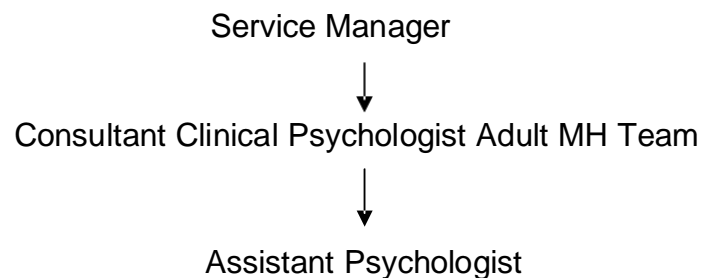 Service Manager
Consultant Clinical Psychologist Adult MH Team
Assistant Psychologist